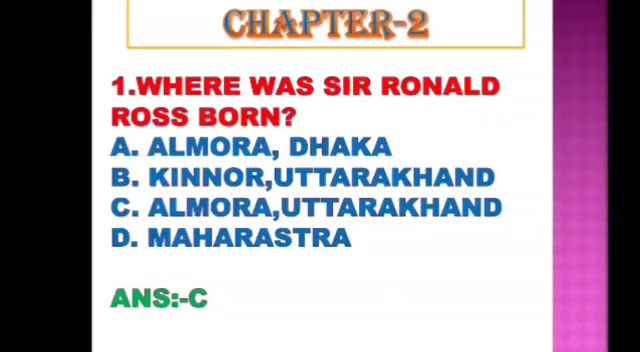 CHAPTER-2
1.WHERE WAS SIR RONALD
ROSS BORN?
A. ALMORA, DHAKA
B. KINNOR,UTTARAKHAND
C. ALMORA,UTTARAKHAND
D. MAHARASTRA
ANS:-C